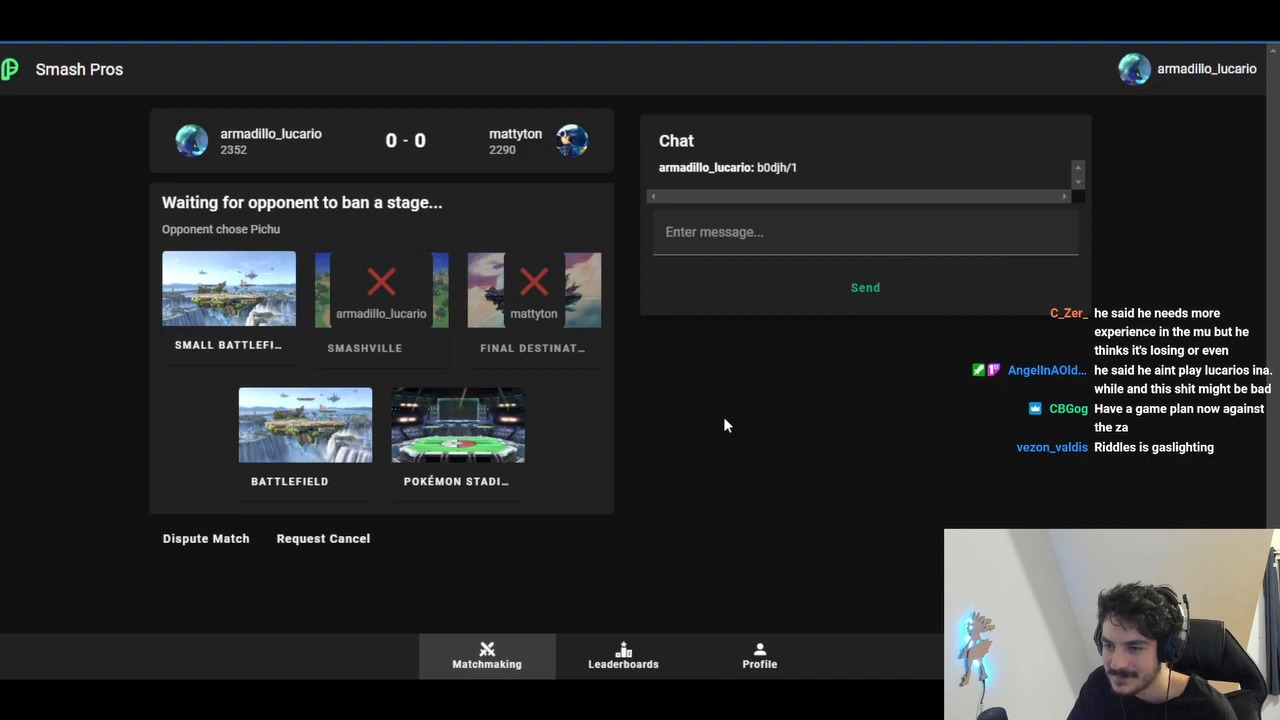 Smash Pros
armadillo_lucario
armadillo_lucario
2352
0 - 0
mattyton
2290
Waiting for opponent to ban a stage...
Opponent chose Pichu
armadillo_lucario
mattyton
SMALL BATTLEFI...
SMASHVILLE
FINAL DESTINAT...
BATTLEFIELD
POKÉMON STADI...
Dispute Match
Request Cancel
Chat
armadillo_lucario: b0djh/1
Enter message...
Send
C_Zer_ he said he needs more
experience in the mu but he
thinks it's losing or even
AngelInAOld... he said he aint play lucarios ina.
while and this shit might be bad
CBGog Have a game plan now against
the za
vezon_valdis Riddles is gaslighting
Matchmaking
Leaderboards
Profile